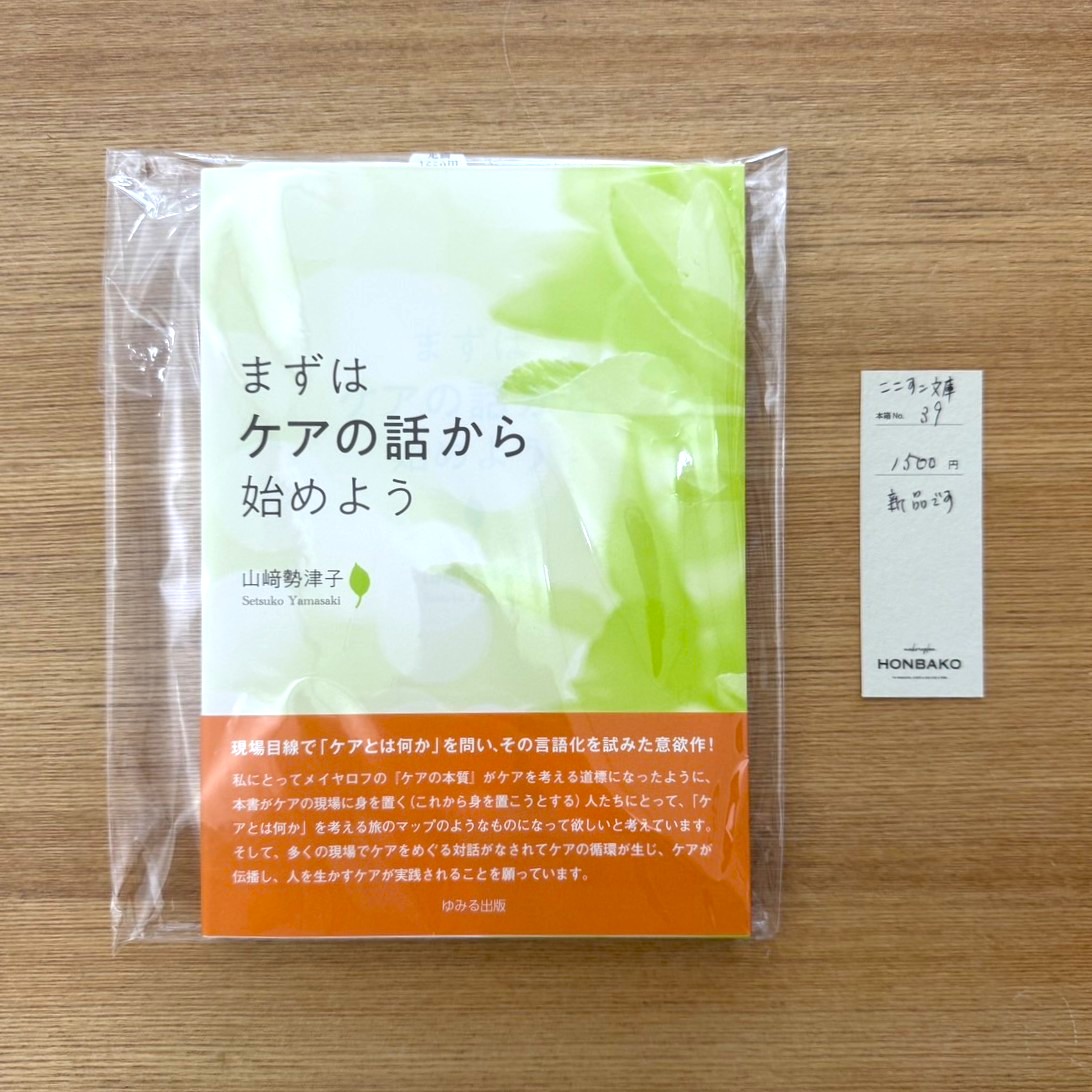 まずは
ケアの話から
始めよう
山﨑勢津子
Setsuko Yamasaki
現場目線で「ケアとは何か」を問い、その言語化を試みた意欲作!
私にとってメイヤロフの『ケアの本質』がケアを考える道標になったように、
本書がケアの現場に身を置く(これから身を置こうとする)人たちにとって、「ケ
アとは何か」を考える旅のマップのようなものになって欲しいと考えています。
そして、多くの現場でケアをめぐる対話がなされてケアの循環が生じ、ケアが
伝播し、人を生かすケアが実践されることを願っています。
ゆみる出版
ニニすニ文庫
本箱 No. 39
1500 円
新品です
HONBAKO